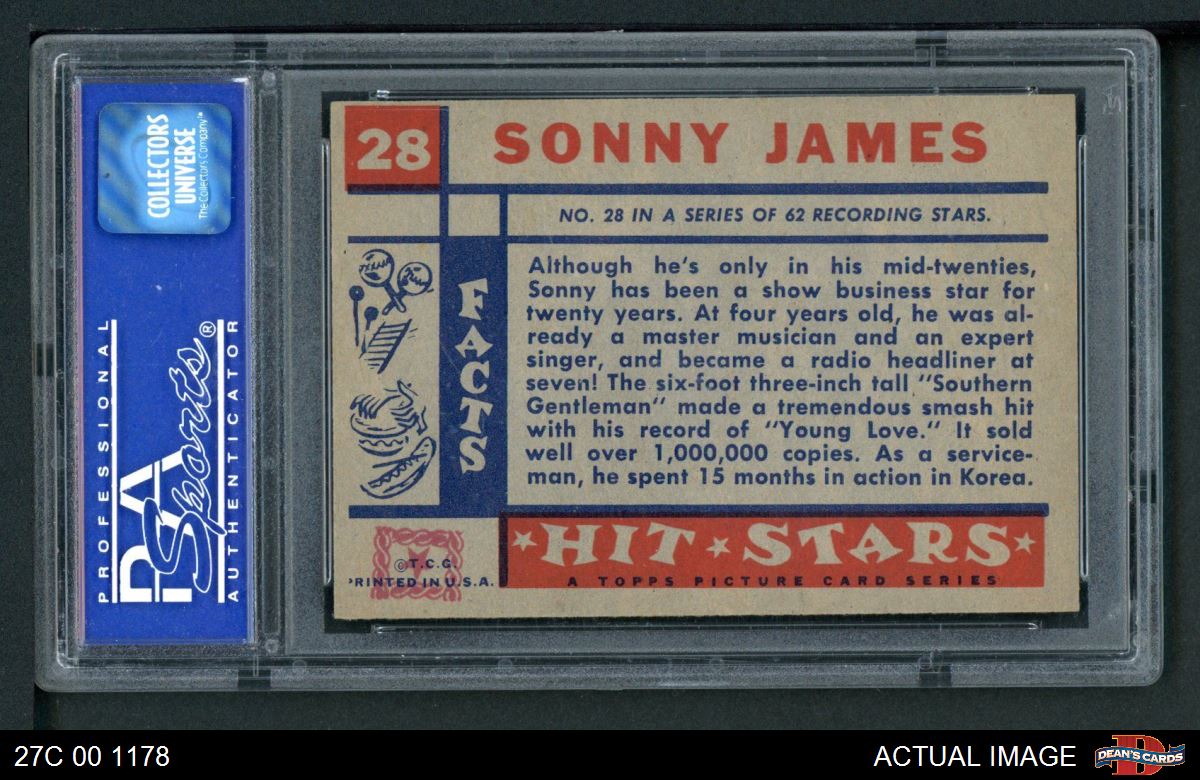 COLLECTORS
UNIVERSE
The Collectors Company™
PROFESSIONAL
PSA
Sports®
AUTHENTICATOR
28
SONNY JAMES
NO. 28 IN A SERIES OF 62 RECORDING STARS.
FACTS
Although he's only in his mid-twenties,
Sonny has been a show business star for
twenty years. At four years old, he was al-
ready a master musician and an expert
singer, and became a radio headliner at
seven! The six-foot three-inch tall "Southern
Gentleman" made a tremendous smash hit
with his record of "Young Love." It sold
well over 1,000,000 copies. As a service-
man, he spent 15 months in action in Korea.
©T.C.G.
PRINTED IN U.S.A.
HIT STARS
A TOPPS PICTURE CARD SERIES
27C 00 1178
ACTUAL IMAGE
D
DEAN'S CARDS